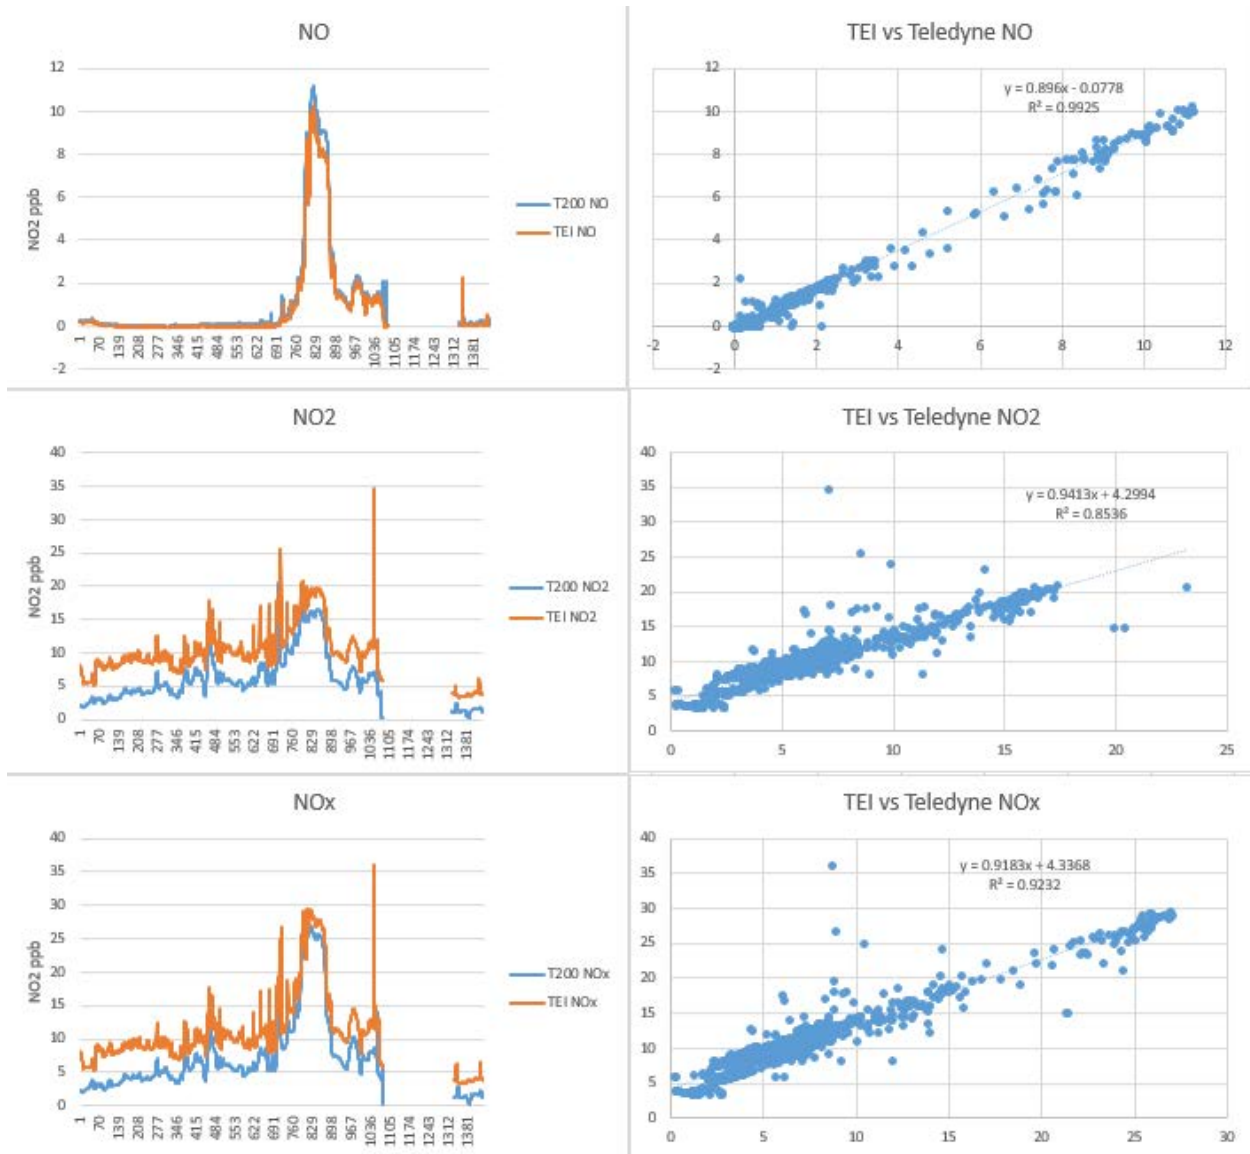 NO
12
10
8
6
4
2
0
-2
NO2 ppb
1 70 139 208 277 346 415 484 553 622 691 760 829 898 967 1036 1105 1174 1243 1312 1381
T200 NO
TEI NO
TEI vs Teledyne NO
y = 0.896x - 0.0778
R² = 0.9925
12
10
8
6
4
2
0
-2
-2 0 2 4 6 8 10 12
NO2
40
35
30
25
20
15
10
5
0
NO2 ppb
1 70 139 208 277 346 415 484 553 622 691 760 829 898 967 1036 1105 1174 1243 1312 1381
T200 NO2
TEI NO2
TEI vs Teledyne NO2
y = 0.9413x + 4.2994
R² = 0.8536
40
35
30
25
20
15
10
5
0
0 5 10 15 20 25
NOx
40
35
30
25
20
15
10
5
0
NO2 ppb
1 70 139 208 277 346 415 484 553 622 691 760 829 898 967 1036 1105 1174 1243 1312 1381
T200 NOx
TEI NOx
TEI vs Teledyne NOx
y = 0.9183x + 4.3368
R² = 0.9232
40
35
30
25
20
15
10
5
0
0 5 10 15 20 25 30